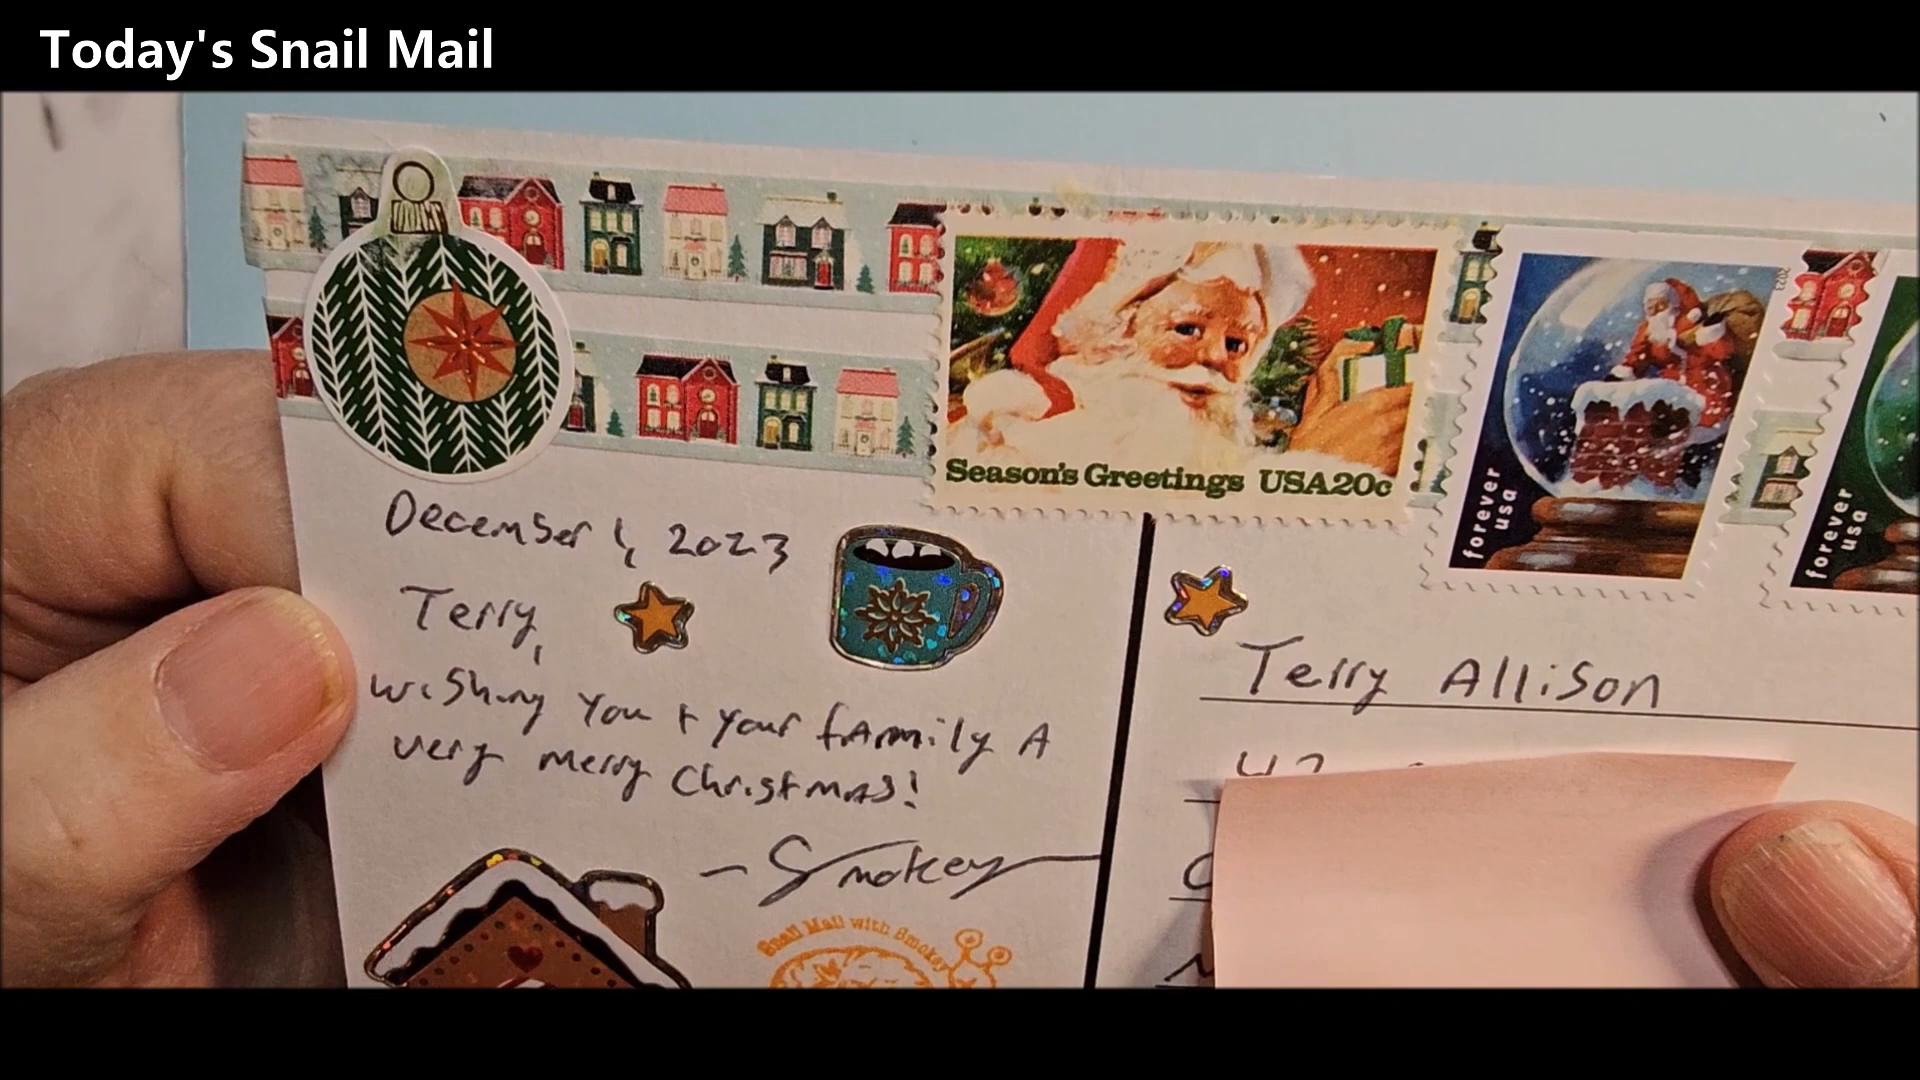 Today's Snail Mail
Season's Greetings USA20c
2023
forever
usa
forever
usa
December 1, 2023
Terry,
wishing you + your family A
very merry Christmas!
- Smokey
Snail Mail with Smokey
Terry Allison